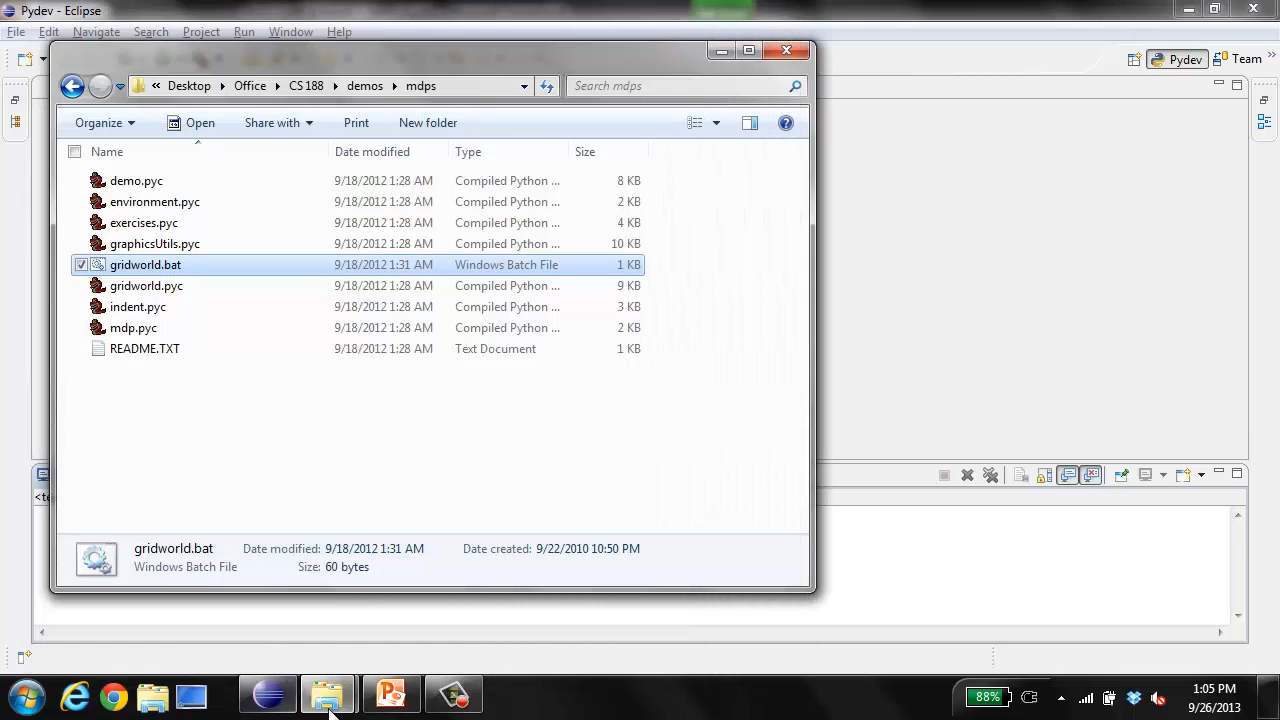 Pydev - Eclipse
File Edit Navigate Search Project Run Window Help
Pydev Team »
« Desktop Office CS 188 demos mdps Search mdps
Organize Open Share with Print New folder
Name Date modified Type Size
demo.pyc 9/18/2012 1:28 AM Compiled Python ... 8 KB
environment.pyc 9/18/2012 1:28 AM Compiled Python ... 2 KB
exercises.pyc 9/18/2012 1:28 AM Compiled Python ... 4 KB
graphicsUtils.pyc 9/18/2012 1:28 AM Compiled Python ... 10 KB
gridworld.bat 9/18/2012 1:31 AM Windows Batch File 1 KB
gridworld.pyc 9/18/2012 1:28 AM Compiled Python ... 9 KB
indent.pyc 9/18/2012 1:28 AM Compiled Python ... 3 KB
mdp.pyc 9/18/2012 1:28 AM Compiled Python ... 2 KB
README.TXT 9/18/2012 1:28 AM Text Document 1 KB
<te
gridworld.bat Date modified: 9/18/2012 1:31 AM Date created: 9/22/2010 10:50 PM
Windows Batch File Size: 60 bytes
88% 1:05 PM
9/26/2013